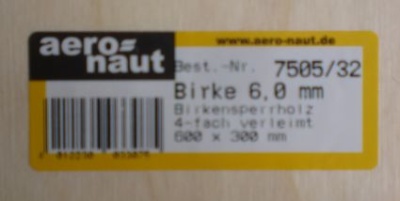 aero=
naut
www.aero-naut.de
Best.-Nr. 7505/32
Birke 6,0 mm
Birkensperrholz
4-fach verleimt
600 x 300 mm